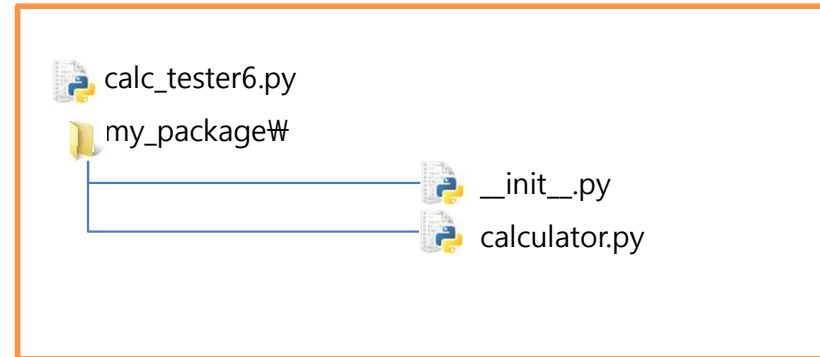 calc_tester6.py
my_package₩
__init__.py
calculator.py